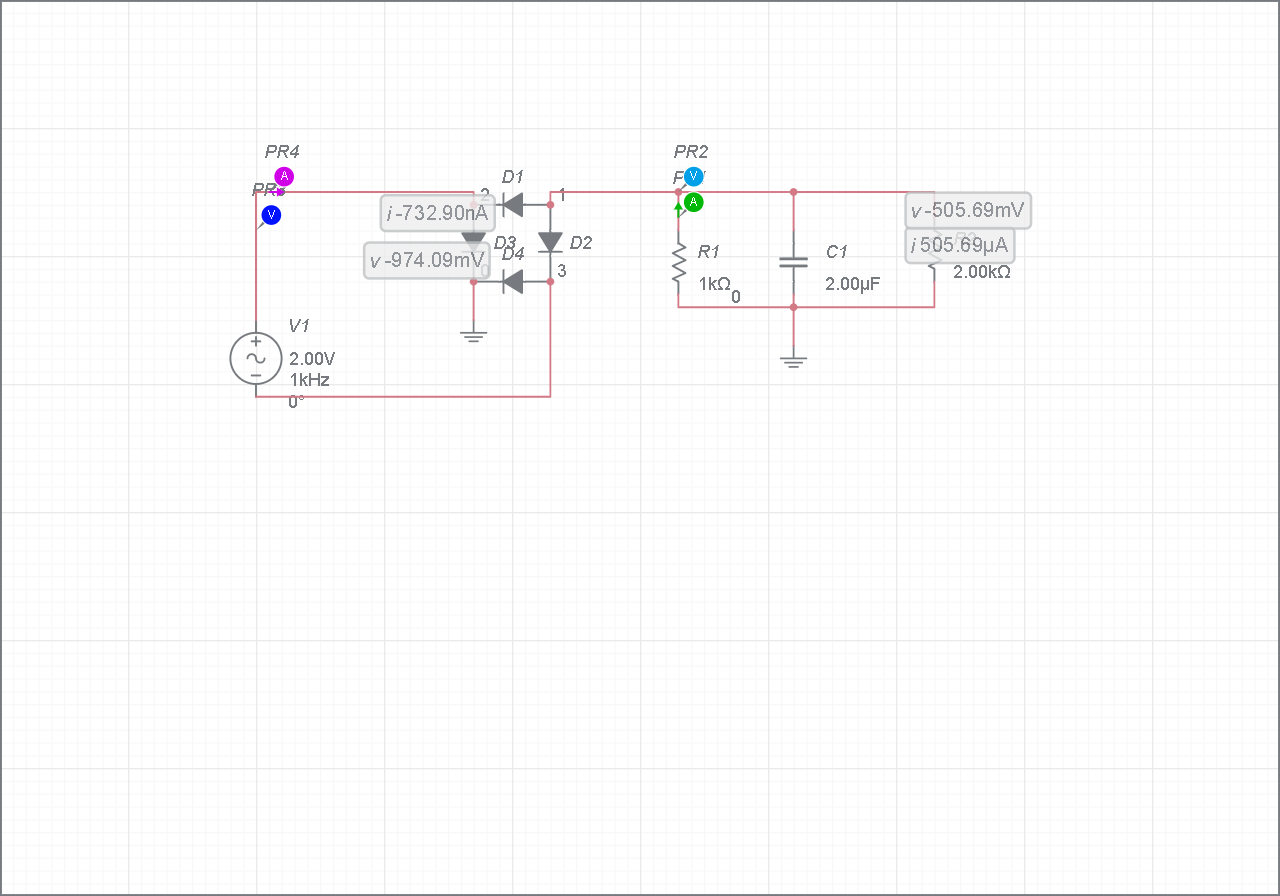 PR4
PR2
A
V
D1
PR
V
2
1
A
i -732.90nA
v -505.69mV
V
D3
D2
i 505.69µA
D4
R1
C1
v -974.09mV
0
3
2.00kΩ
1kΩ
2.00µF
0
V1
2.00V
1kHz
0°